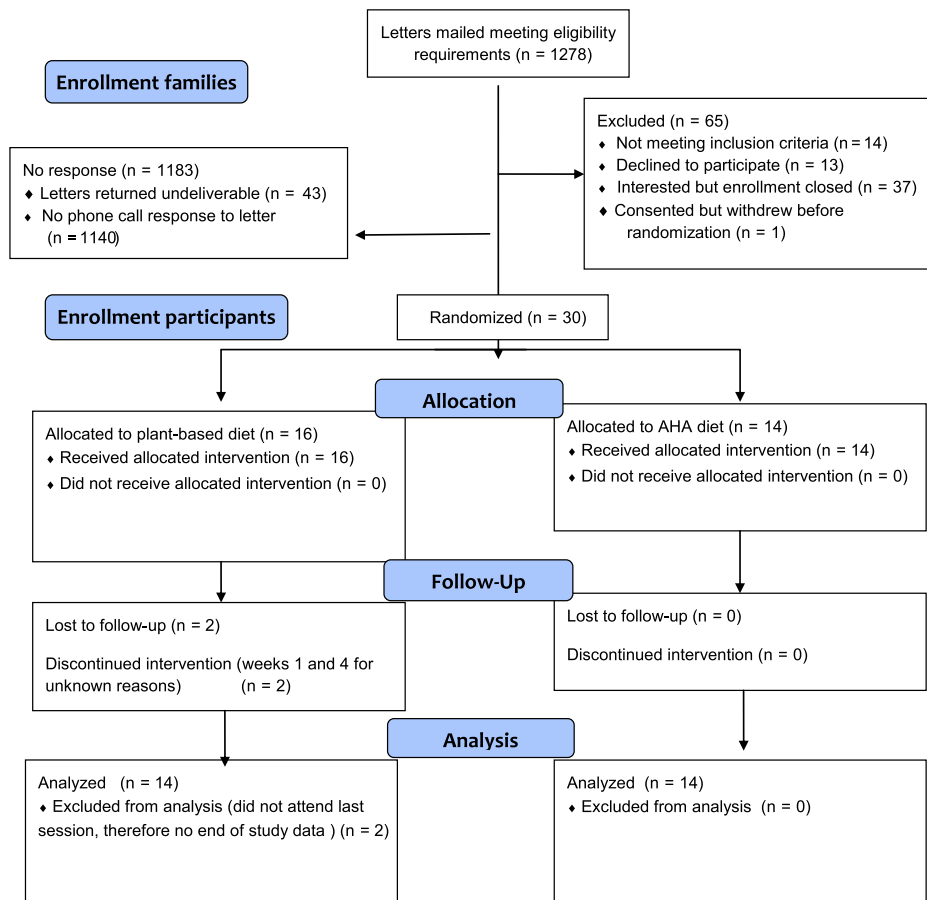 Letters mailed meeting eligibility
requirements (n = 1278)
Enrollment families
Excluded (n = 65)
♦ Not meeting inclusion criteria (n = 14)
♦ Declined to participate (n = 13)
♦ Interested but enrollment closed (n = 37)
♦ Consented but withdrew before
randomization (n = 1)
No response (n = 1183)
♦ Letters returned undeliverable (n = 43)
♦ No phone call response to letter
(n = 1140)
Enrollment participants
Randomized (n = 30)
Allocation
Allocated to plant-based diet (n = 16)
♦ Received allocated intervention (n = 16)
♦ Did not receive allocated intervention (n = 0)
Allocated to AHA diet (n = 14)
♦ Received allocated intervention (n = 14)
♦ Did not receive allocated intervention (n = 0)
Follow-Up
Lost to follow-up (n = 2)
Discontinued intervention (weeks 1 and 4 for
unknown reasons) (n = 2)
Lost to follow-up (n = 0)
Discontinued intervention (n = 0)
Analysis
Analyzed (n = 14)
♦ Excluded from analysis (did not attend last
session, therefore no end of study data ) (n = 2)
Analyzed (n = 14)
♦ Excluded from analysis (n = 0)